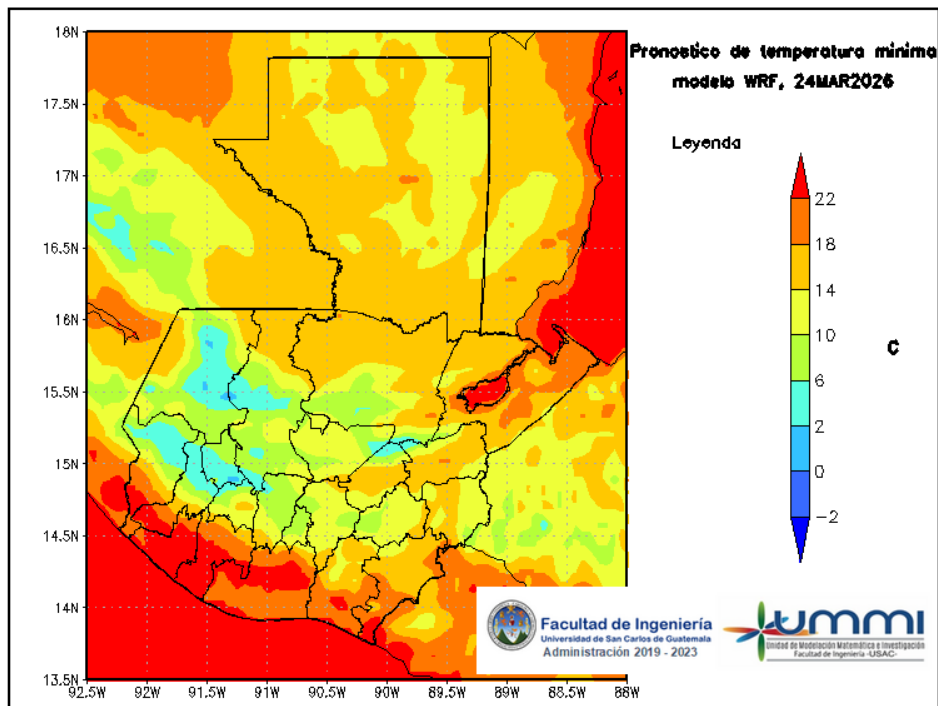 Pronostico de temperatura minima
modelo WRF, 24MAR2026
Leyenda
22
18
14
10
6
2
0
−2
C
18N
17.5N
17N
16.5N
16N
15.5N
15N
14.5N
14N
13.5N
92.5W
92W
91.5W
91W
90.5W
90W
89.5W
89W
88.5W
88W
Facultad de Ingeniería
Universidad de San Carlos de Guatemala
Administración 2019 - 2023
ummi
Unidad de Modelación Matemática e Investigación
Facultad de Ingeniería -USAC-